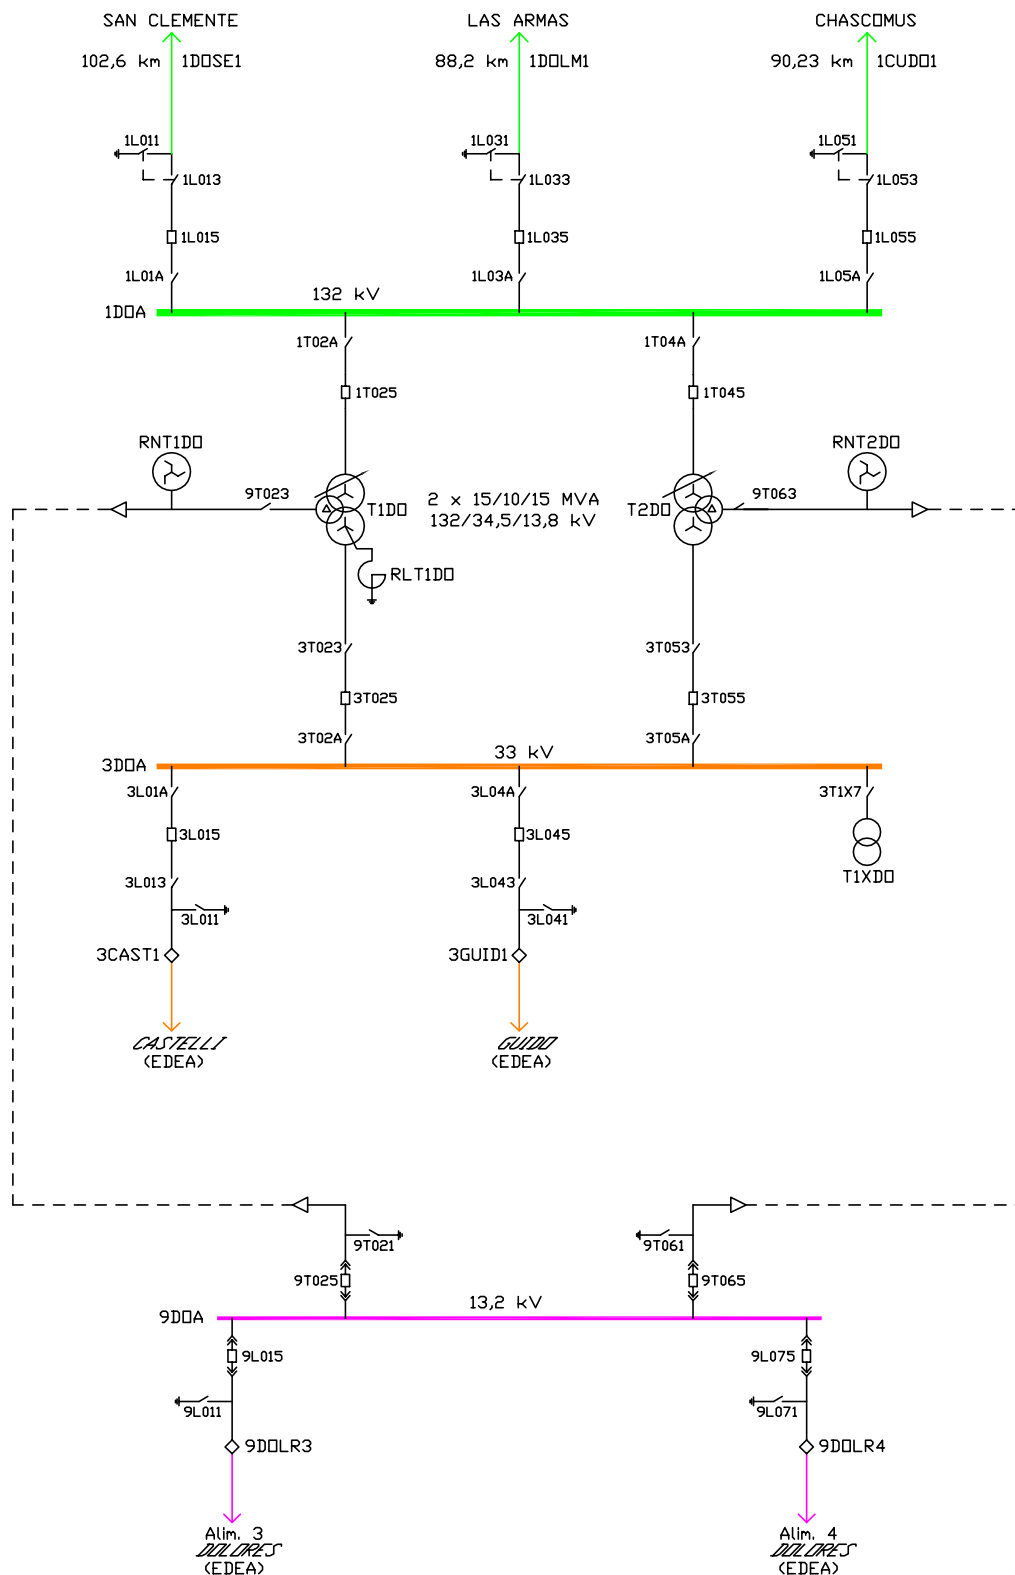 SAN CLEMENTE
LAS ARMAS
CHASCOMUS
102,6 km 1DOSE1
88,2 km 1DOLM1
90,23 km 1CUDO1
1L011
1L031
1L051
1L013
1L033
1L053
1L015
1L035
1L055
1L01A
1L03A
1L05A
132 kV
1DOA
1T02A
1T04A
1T025
1T045
RNT1DO
RNT2DO
9T023
9T063
T1DO
2 x 15/10/15 MVA
132/34,5/13,8 kV
T2DO
RLT1DO
3T023
3T053
3T025
3T055
3T02A
3T05A
33 kV
3DOA
3L01A
3L04A
3T1X7
3L015
3L045
T1XDO
3L013
3L043
3L011
3L041
3CAST1
3GUID1
CASTELLI
(EDEA)
GUIDO
(EDEA)
9T021
9T061
9T025
9T065
13,2 kV
9DOA
9L015
9L075
9L011
9L071
9DOLR3
9DOLR4
Alim. 3
DOLORES
(EDEA)
Alim. 4
DOLORES
(EDEA)